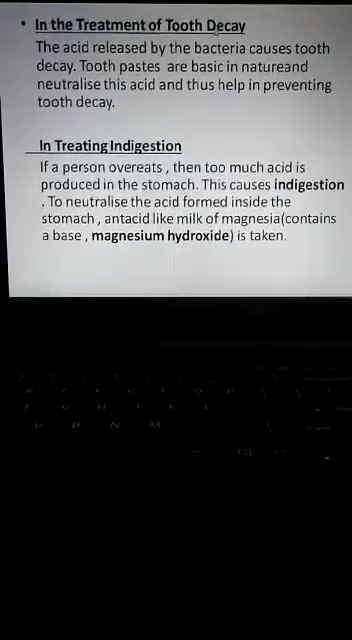 • In the Treatment of Tooth Decay
The acid released by the bacteria causes tooth
decay. Tooth pastes are basic in natureand
neutralise this acid and thus help in preventing
tooth decay.
In Treating Indigestion
If a person overeats , then too much acid is
produced in the stomach. This causes indigestion
. To neutralise the acid formed inside the
stomach , antacid like milk of magnesia(contains
a base , magnesium hydroxide) is taken.
H
V B N M